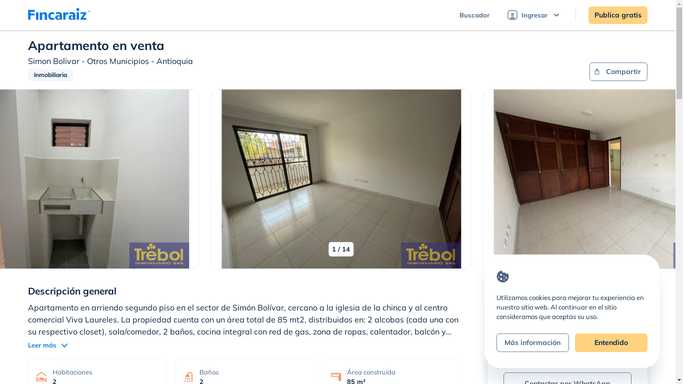 Fincaraiz
Buscador
Ingresar
Publica gratis
Apartamento en venta
Simon Bolivar - Otros Municipios - Antioquia
Inmobiliaria
Compartir
Trébol
1 / 14
Trébol
Descripción general
Apartamento en arriendo segundo piso en el sector de Simón Bolívar, cercano a la iglesia de la chinca y al centro
comercial Viva Laureles. La propiedad cuenta con un área total de 85 mt2, distribuidos en: 2 alcobas (cada una con
su respectivo closet), sala/comedor, 2 baños, cocina integral con red de gas, zona de ropas, calentador, balcón y...
Leer más
Habitaciones
2
Baños
2
Área construida
85 m²
Utilizamos cookies para mejorar tu experiencia en
nuestro sitio web. Al continuar en el sitio
consideramos que aceptas su uso.
Más información
Entendido
Contactar por WhatsApp